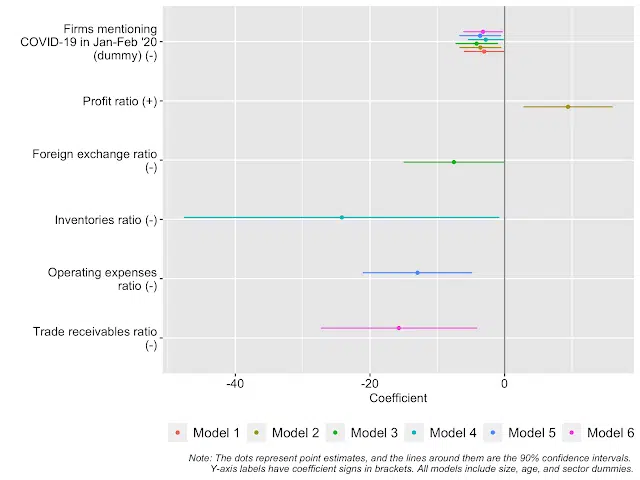 Firms mentioning
COVID-19 in Jan-Feb '20
(dummy) (-)
Profit ratio (+)
Foreign exchange ratio
(-)
Inventories ratio (-)
Operating expenses
ratio (-)
Trade receivables ratio
(-)
-40 -20 0
Coefficient
Model 1 Model 2 Model 3 Model 4 Model 5 Model 6
Note: The dots represent point estimates, and the lines around them are the 90% confidence intervals.
Y-axis labels have coefficient signs in brackets. All models include size, age, and sector dummies.